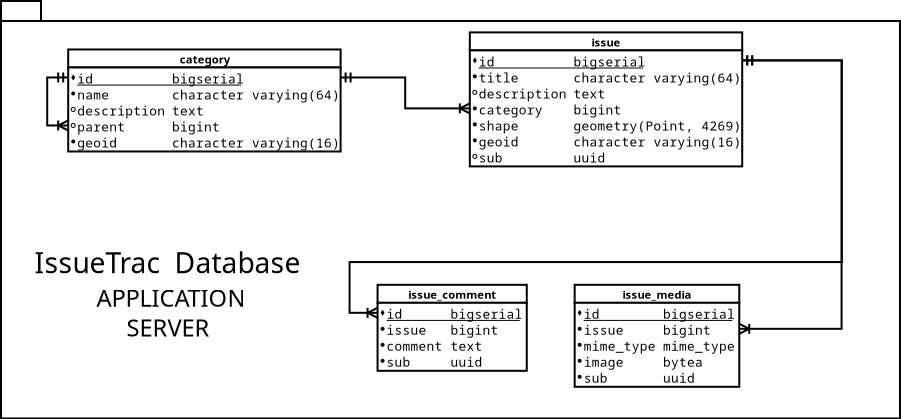 category
id bigserial
name character varying(64)
description text
parent bigint
geoid character varying(16)
issue
id bigserial
title character varying(64)
description text
category bigint
shape geometry(Point, 4269)
geoid character varying(16)
sub uuid
IssueTrac Database
APPLICATION
SERVER
issue_comment
id bigserial
issue bigint
comment text
sub uuid
issue_media
id bigserial
issue bigint
mime_type mime_type
image bytea
sub uuid